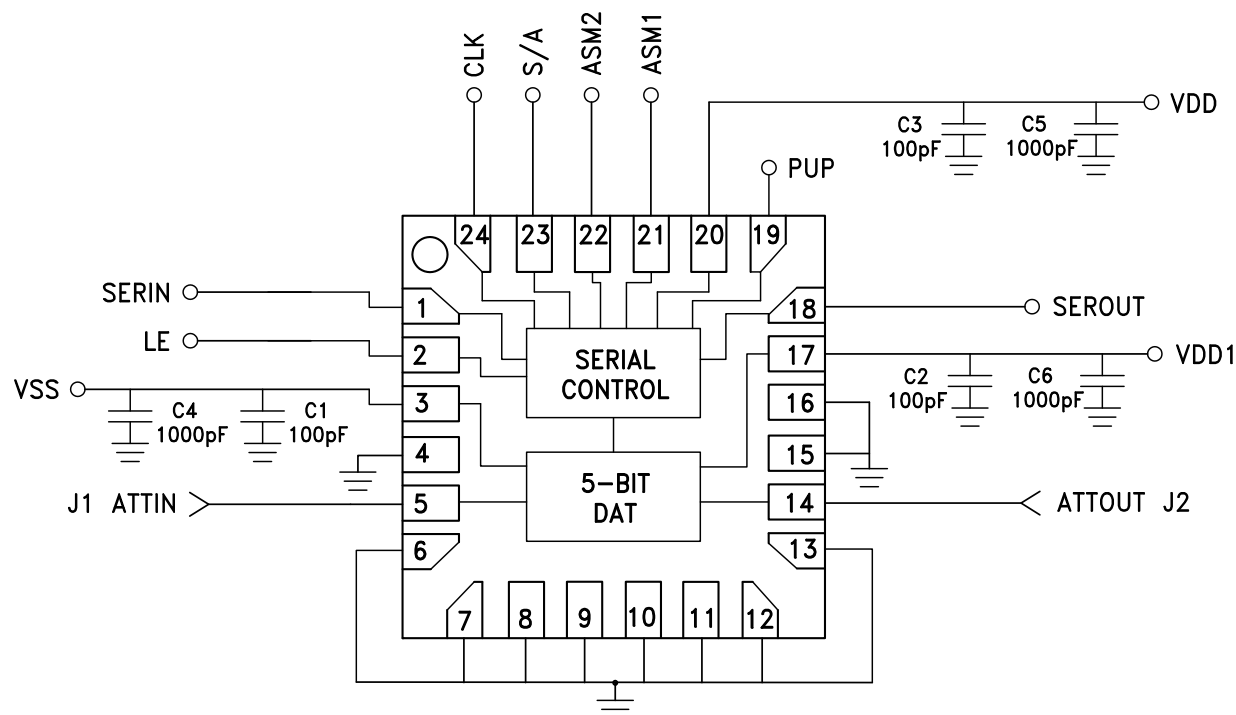 CLK
S/A
ASM2
ASM1
VDD
C3
100pF
C5
1000pF
PUP
24
23
22
21
20
19
SERIN
1
18
SEROUT
LE
2
SERIAL
CONTROL
17
VDD1
VSS
C4
1000pF
C1
100pF
3
16
C2
100pF
C6
1000pF
4
15
J1 ATTIN
5
5-BIT
DAT
14
ATTOUT J2
6
13
7
8
9
10
11
12